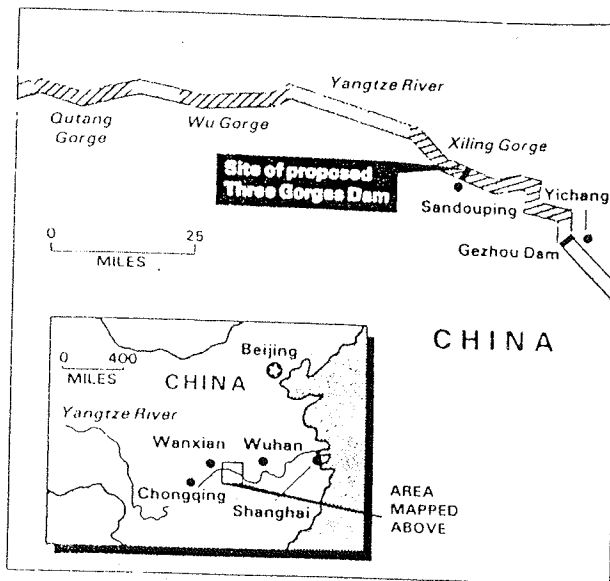 Yangtze River
Qutang
Gorge
Wu Gorge
Xiling Gorge
Site of proposed
Three Gorges Dam
Yichang
Sandouping
Gezhou Dam
0 25
MILES
CHINA
0 400
MILES
Beijing
CHINA
Yangtze River
Wanxian
Wuhan
Chongqing
Shanghai
AREA
MAPPED
ABOVE